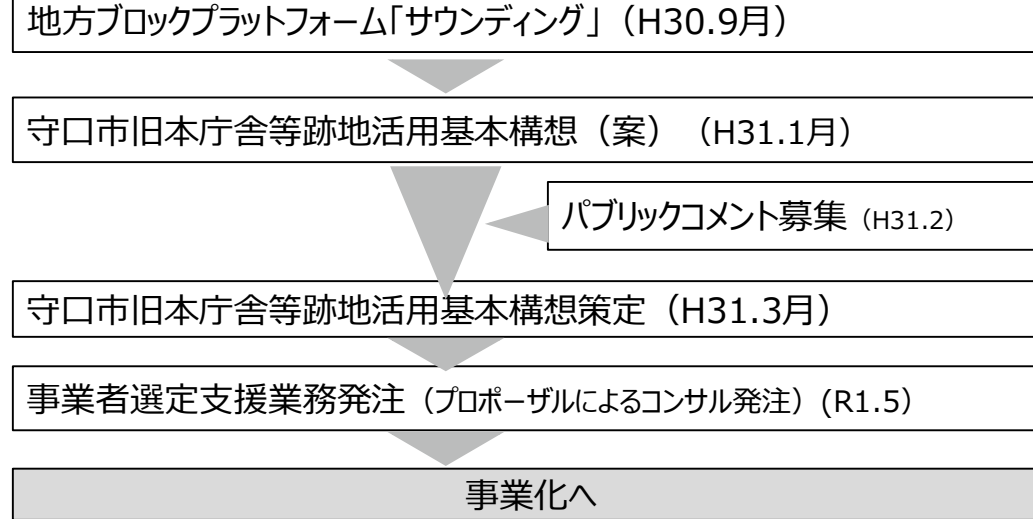 地方ブロックプラットフォーム「サウンディング」（H30.9月）
守口市旧本庁舎等跡地活用基本構想（案）（H31.1月）
パブリックコメント募集（H31.2）
守口市旧本庁舎等跡地活用基本構想策定（H31.3月）
事業者選定支援業務発注（プロポーザルによるコンサル発注）(R1.5）
事業化へ